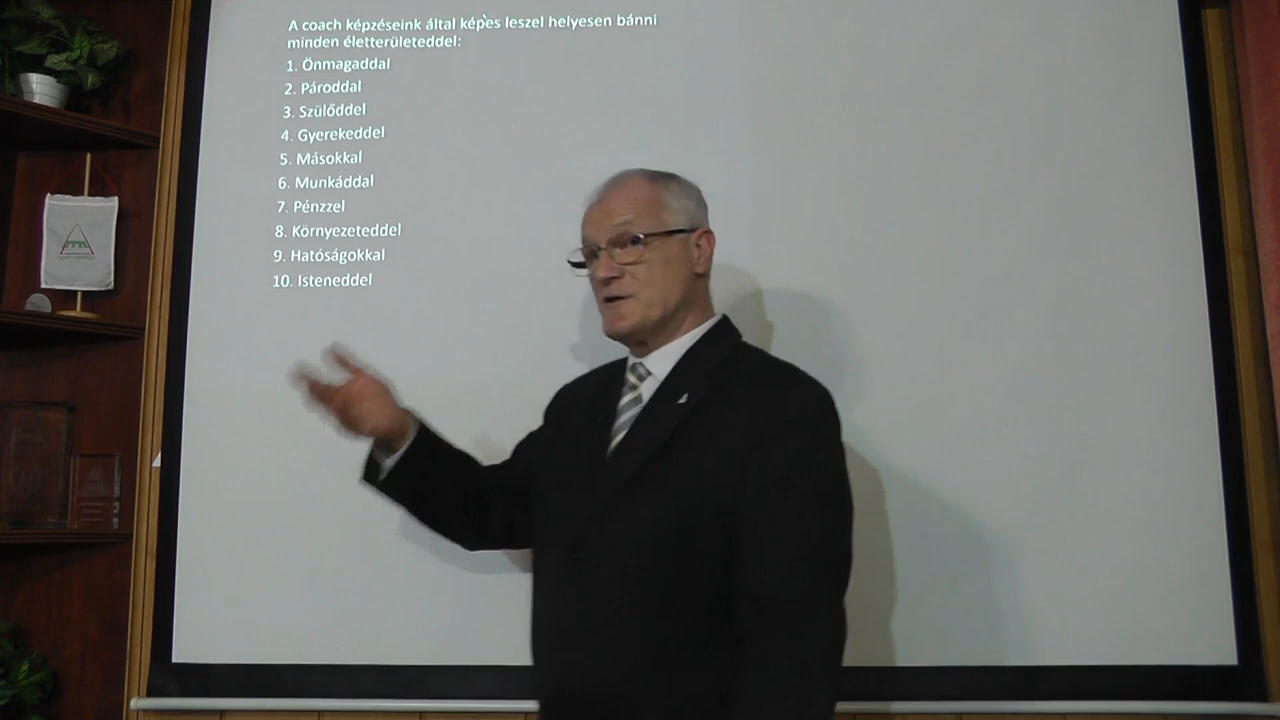 A coach képzéseink által képes leszel helyesen bánni
minden életterületeddel:
1. Önmagaddal
2. Pároddal
3. Szülőddel
4. Gyerekeddel
5. Másokkal
6. Munkáddal
7. Pénzzel
8. Környezeteddel
9. Hatóságokkal
10. Isteneddel